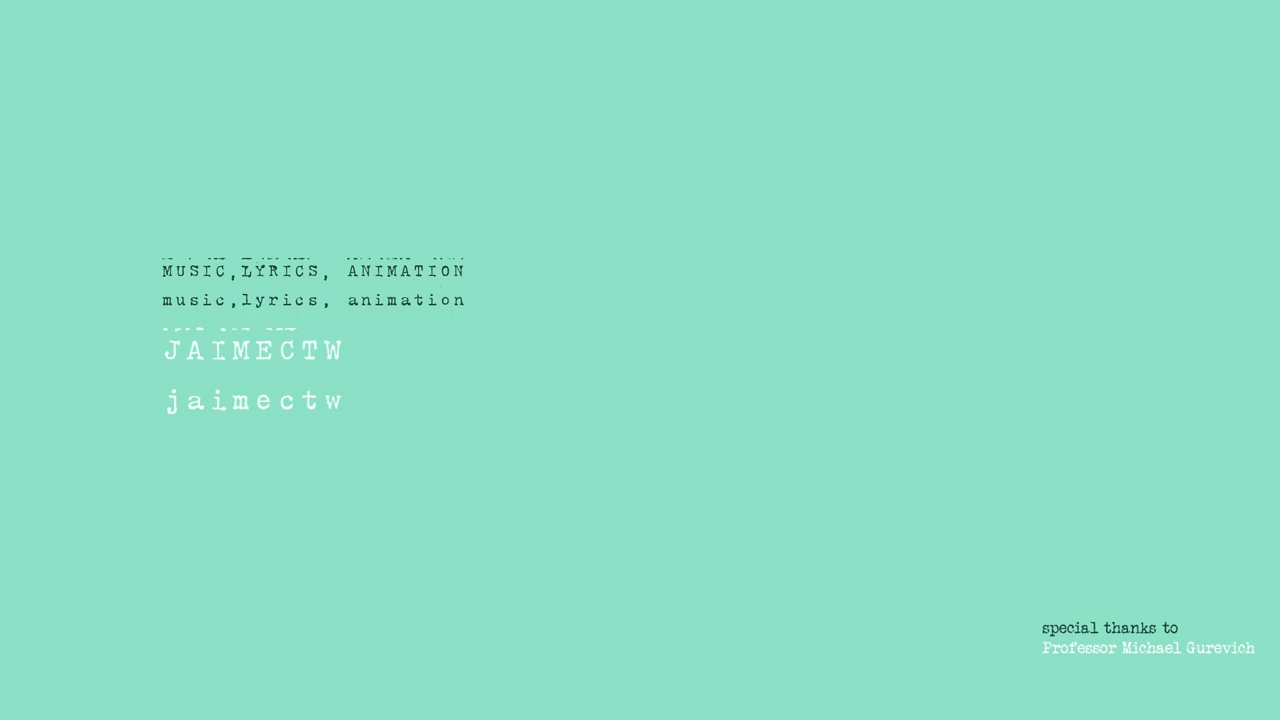 MUSIC,LYRICS, ANIMATION
music,lyrics, animation
JAIMECTW
jaimectw
special thanks to
Professor Michael Gurevich